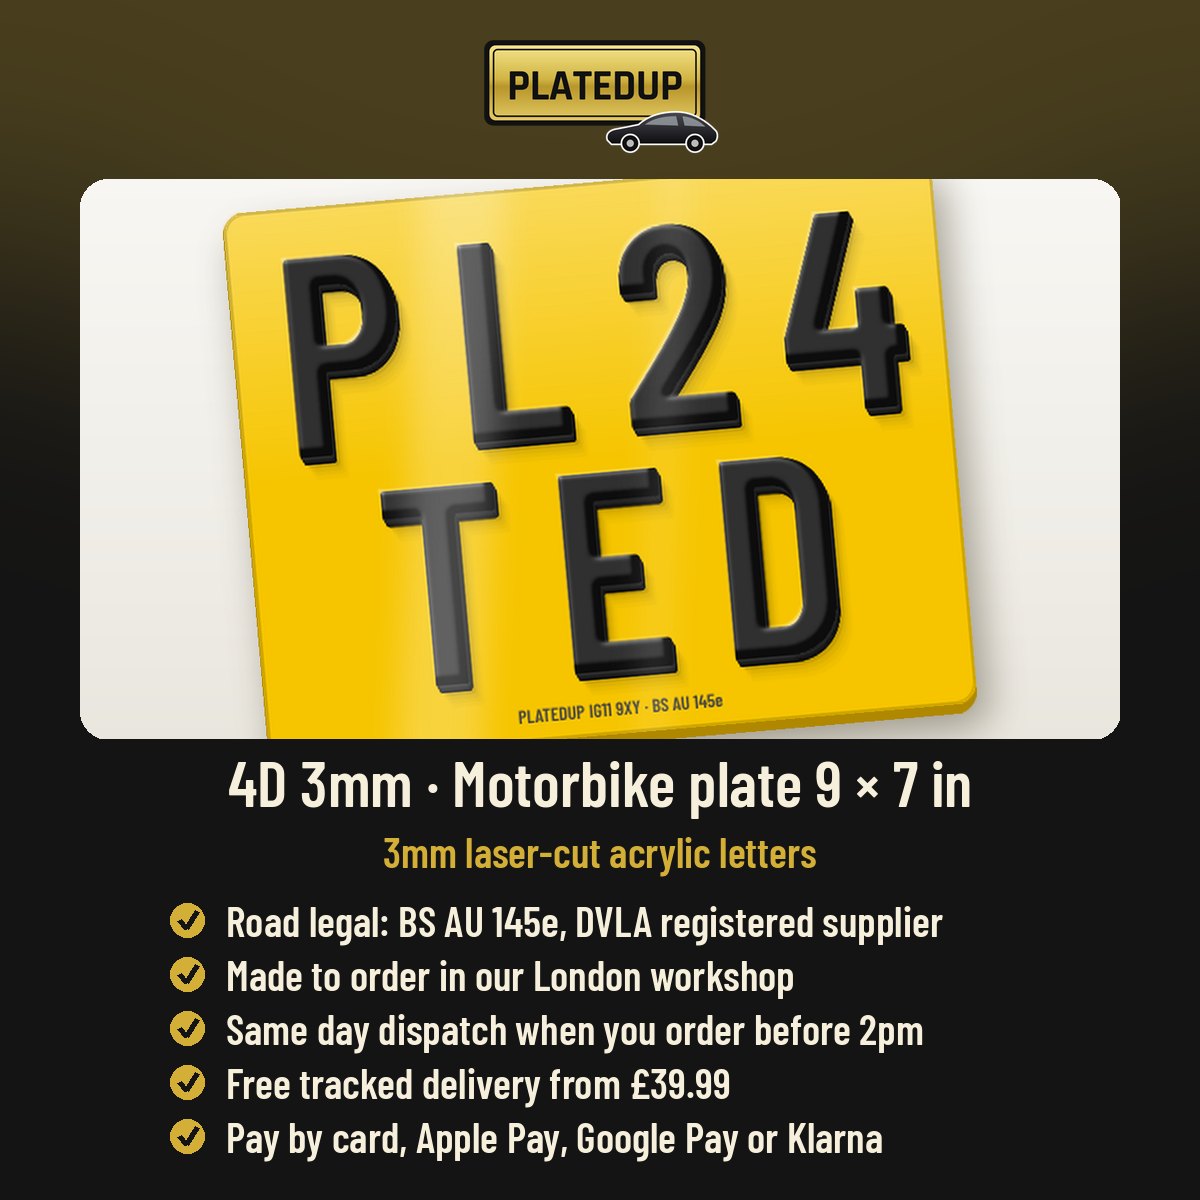 PLATEDUP
PL24
TED
PLATEDUP IG11 9XY · BS AU 145e
4D 3mm · Motorbike plate 9 × 7 in
3mm laser-cut acrylic letters
Road legal: BS AU 145e, DVLA registered supplier
Made to order in our London workshop
Same day dispatch when you order before 2pm
Free tracked delivery from £39.99
Pay by card, Apple Pay, Google Pay or Klarna